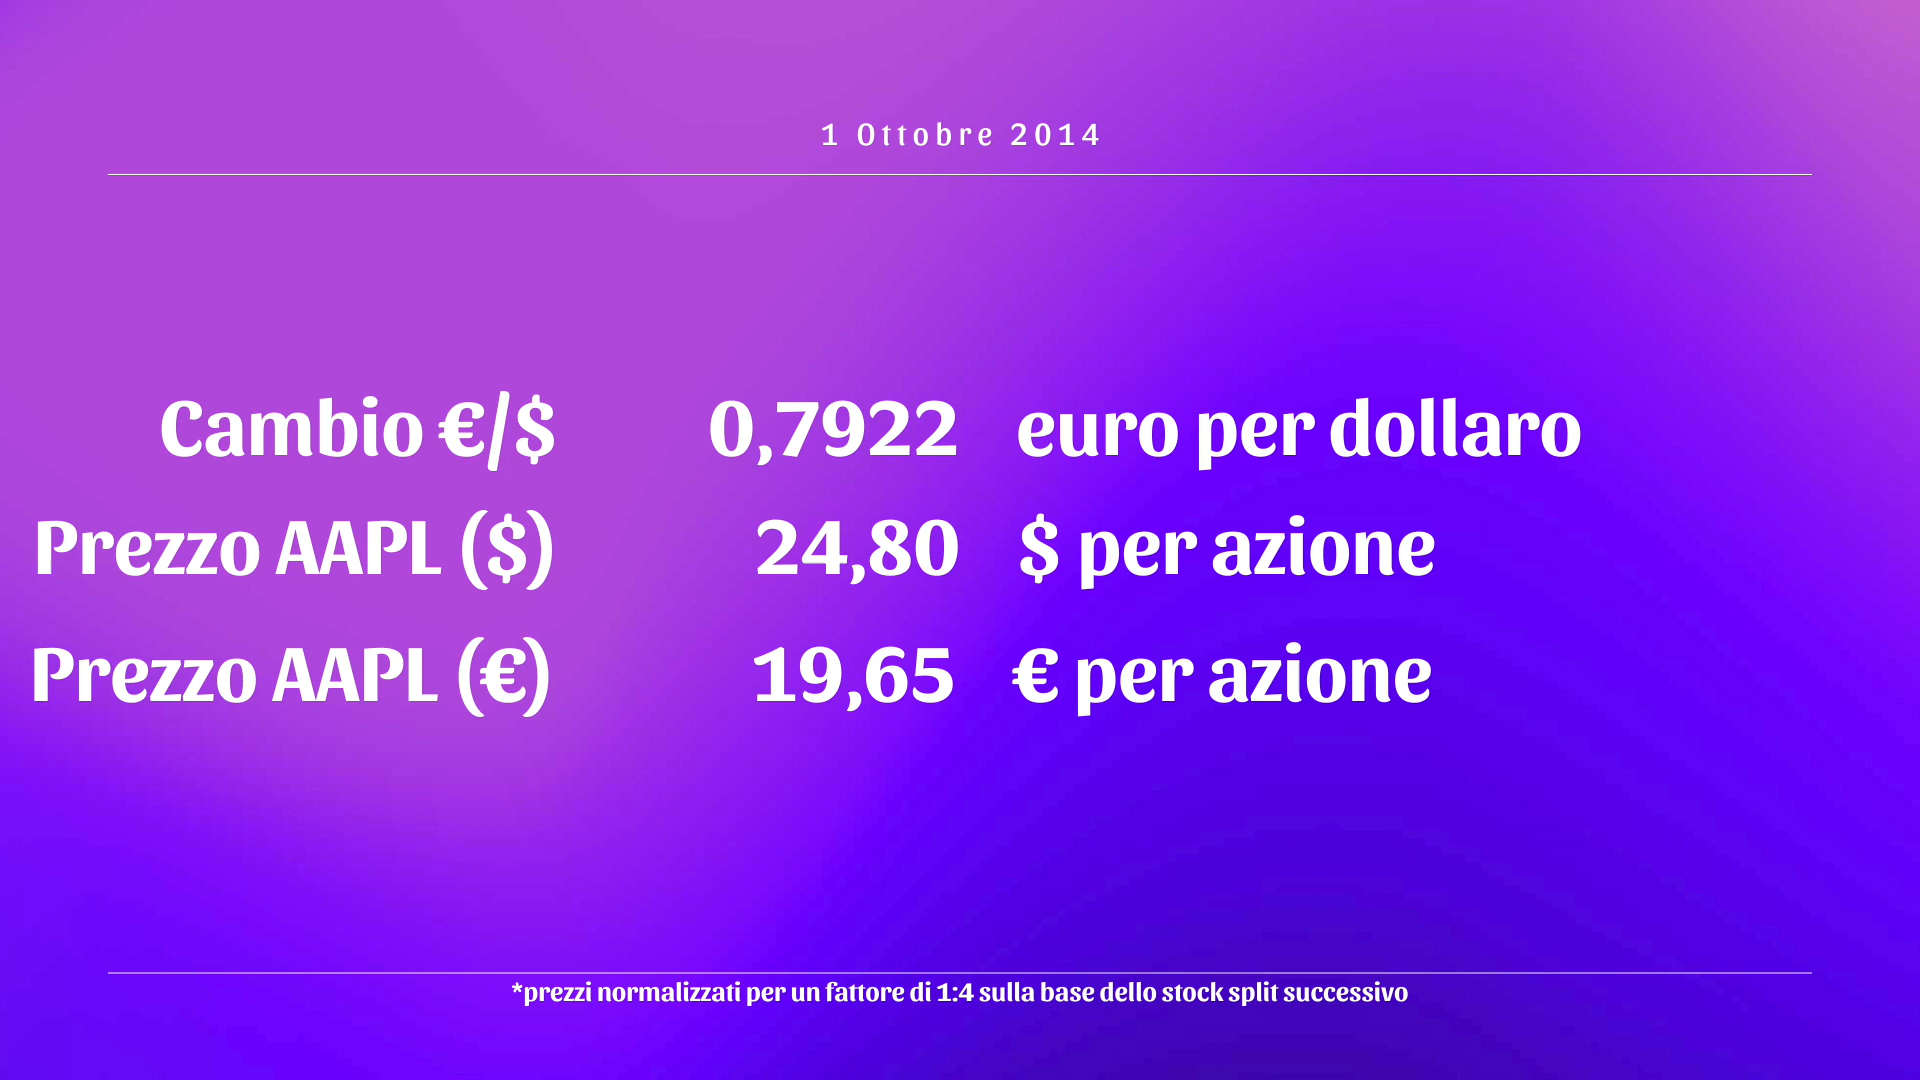 1 Ottobre 2014
Cambio €/$ 0,7922 euro per dollaro
Prezzo AAPL ($) 24,80 $ per azione
Prezzo AAPL (€) 19,65 € per azione
*prezzi normalizzati per un fattore di 1:4 sulla base dello stock split successivo